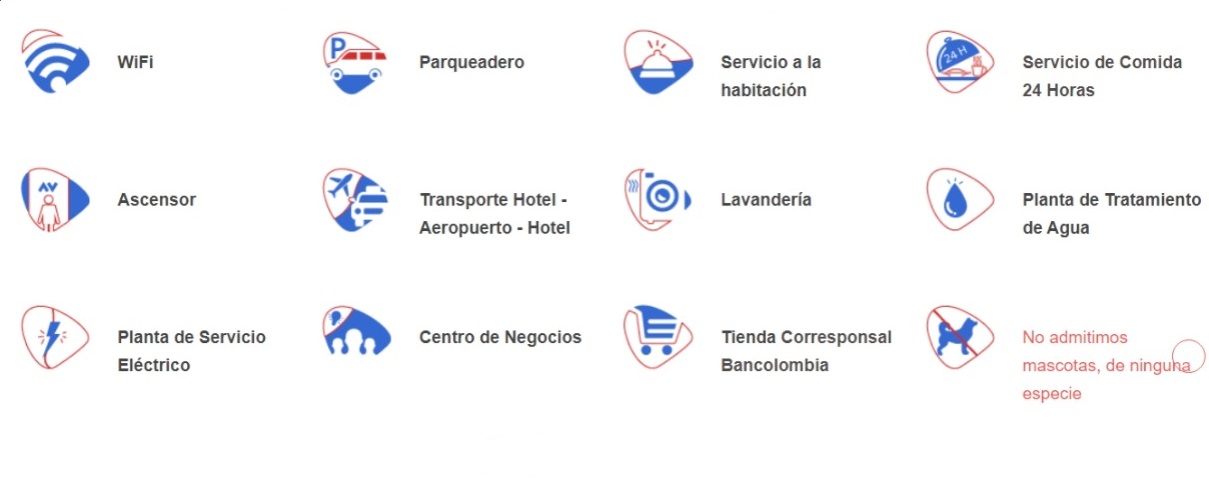 WiFi
P
Parqueadero
Servicio a la
habitación
24 H
Servicio de Comida
24 Horas
Ascensor
Transporte Hotel -
Aeropuerto - Hotel
Lavandería
Planta de Tratamiento
de Agua
Planta de Servicio
Eléctrico
Centro de Negocios
Tienda Corresponsal
Bancolombia
No admitimos
mascotas, de ninguna
especie